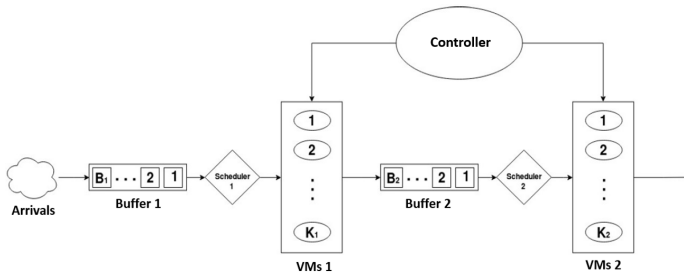 Controller
Arrivals
B₁ . . . 2 1
Buffer 1
Scheduler
1
1
2
⋮
K₁
VMs 1
B₂ . . . 2 1
Buffer 2
Scheduler
2
1
2
⋮
K₂
VMs 2